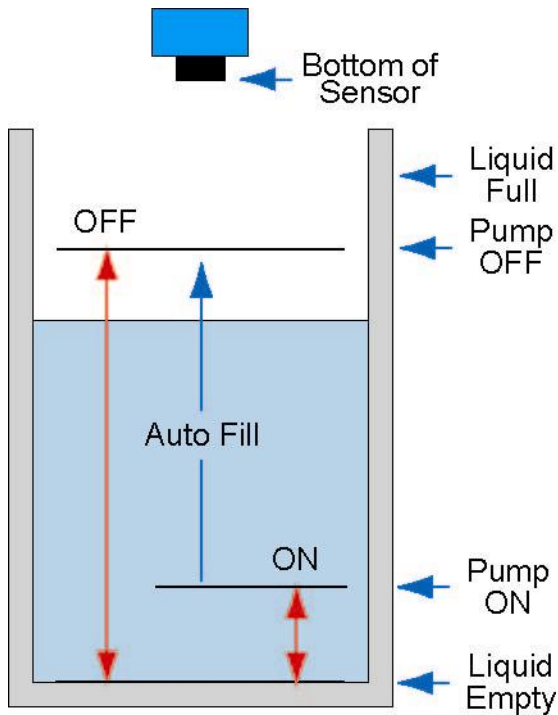 Bottom of
Sensor
Liquid
Full
OFF
Pump
OFF
Auto Fill
ON
Pump
ON
Liquid
Empty